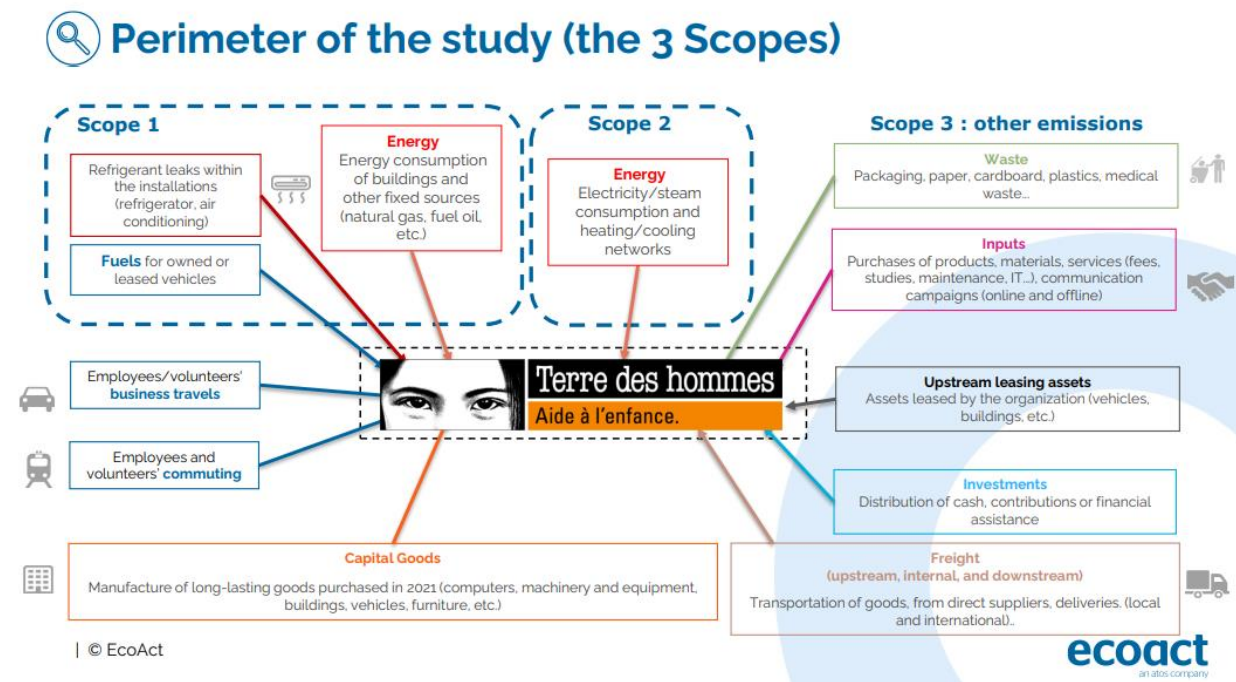 Perimeter of the study (the 3 Scopes)
Scope 1
Refrigerant leaks within
the installations
(refrigerator, air
conditioning)
Fuels for owned or
leased vehicles
Energy
Energy consumption
of buildings and
other fixed sources
(natural gas, fuel oil,
etc.)
Scope 2
Energy
Electricity/steam
consumption and
heating/cooling
networks
Scope 3 : other emissions
Waste
Packaging, paper, cardboard, plastics, medical
waste...
Inputs
Purchases of products, materials, services (fees,
studies, maintenance, IT...), communication
campaigns (online and offline)
Employees/volunteers'
business travels
Employees and
volunteers' commuting
Terre des hommes
Aide à l'enfance.
Upstream leasing assets
Assets leased by the organization (vehicles,
buildings, etc.)
Investments
Distribution of cash, contributions or financial
assistance
Capital Goods
Manufacture of long-lasting goods purchased in 2021 (computers, machinery and equipment,
buildings, vehicles, furniture, etc.)
Freight
(upstream, internal, and downstream)
Transportation of goods, from direct suppliers, deliveries. (local
and international)..
| © EcoAct
ecoact
an atos company